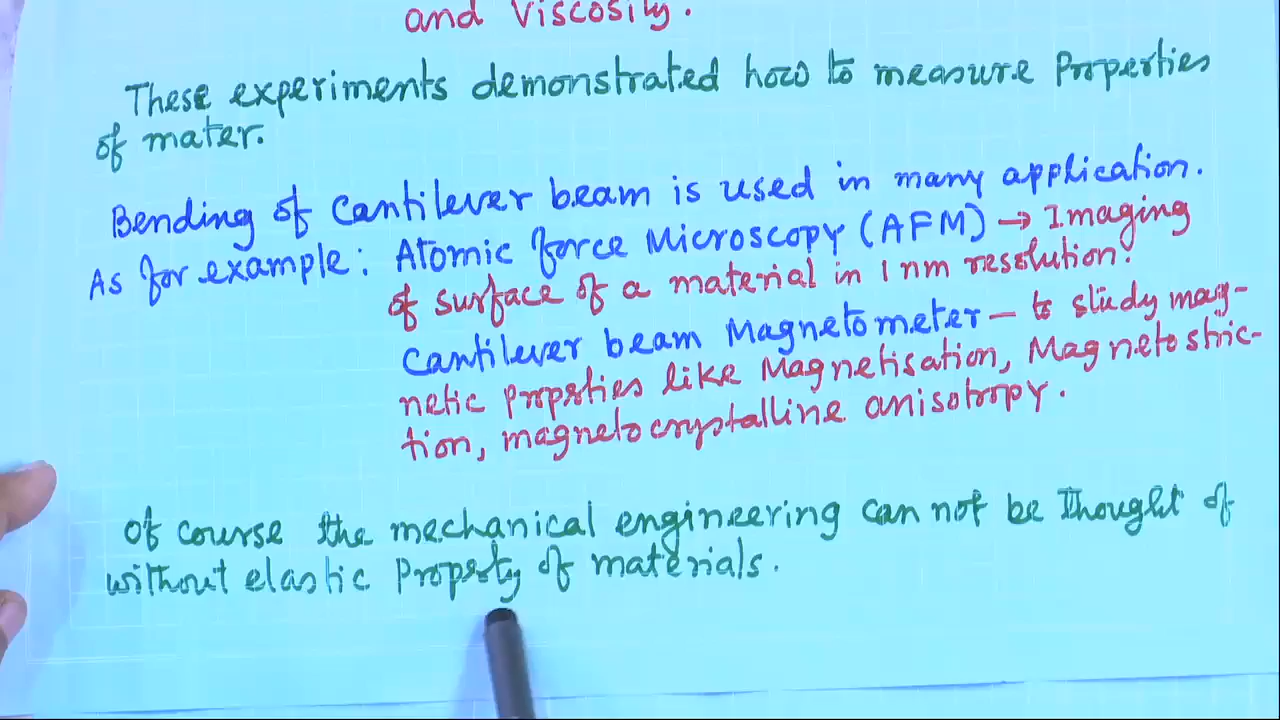 and Viscosity.
These experiments demonstrated how to measure Properties
of mater.
Bending of Cantilever beam is used in many application.
As for example: Atomic force Microscopy (AFM) → Imaging
of surface of a material in 1 nm resolution.
Cantilever beam Magnetometer – to study mag-
netic Properties like Magnetisation, Magnetostric-
tion, magnetocrystalline anisotropy.
Of course the mechanical engineering can not be thought of
without elastic Property of materials.